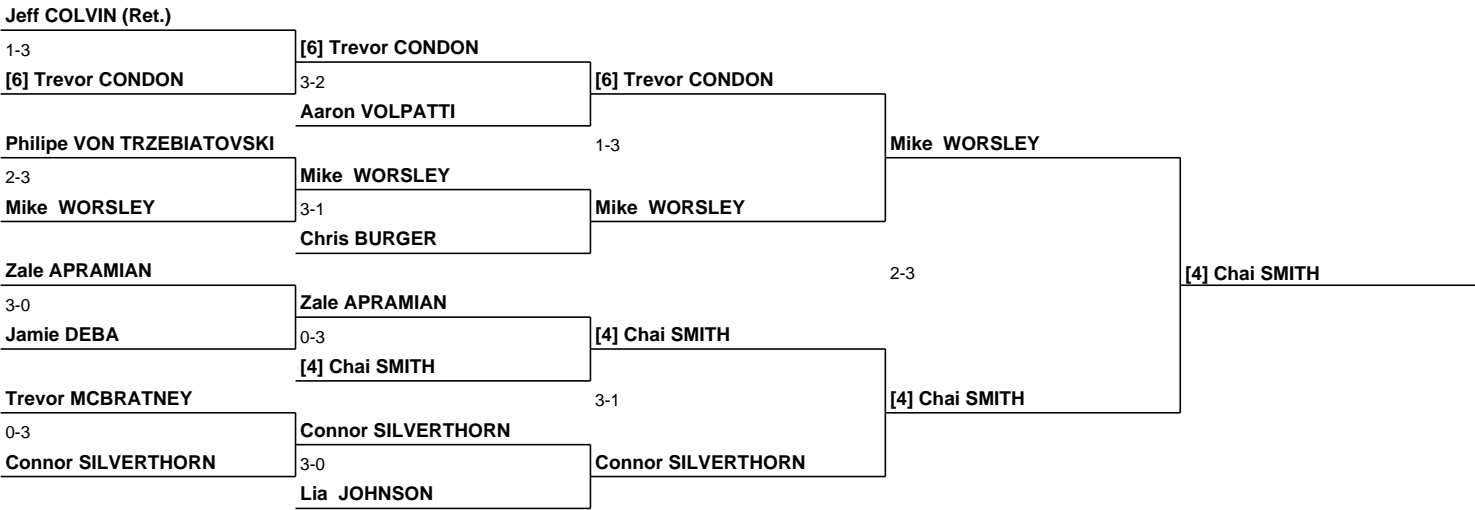 Jeff COLVIN (Ret.)
1-3
[6] Trevor CONDON
[6] Trevor CONDON
3-2
[6] Trevor CONDON
Aaron VOLPATTI
Philipe VON TRZEBIATOVSKI
1-3
Mike  WORSLEY
2-3
Mike  WORSLEY
Mike  WORSLEY
3-1
Mike  WORSLEY
Chris BURGER
Zale APRAMIAN
2-3
[4] Chai SMITH
3-0
Zale APRAMIAN
Jamie DEBA
0-3
[4] Chai SMITH
[4] Chai SMITH
Trevor MCBRATNEY
3-1
[4] Chai SMITH
0-3
Connor SILVERTHORN
Connor SILVERTHORN
3-0
Connor SILVERTHORN
Lia  JOHNSON